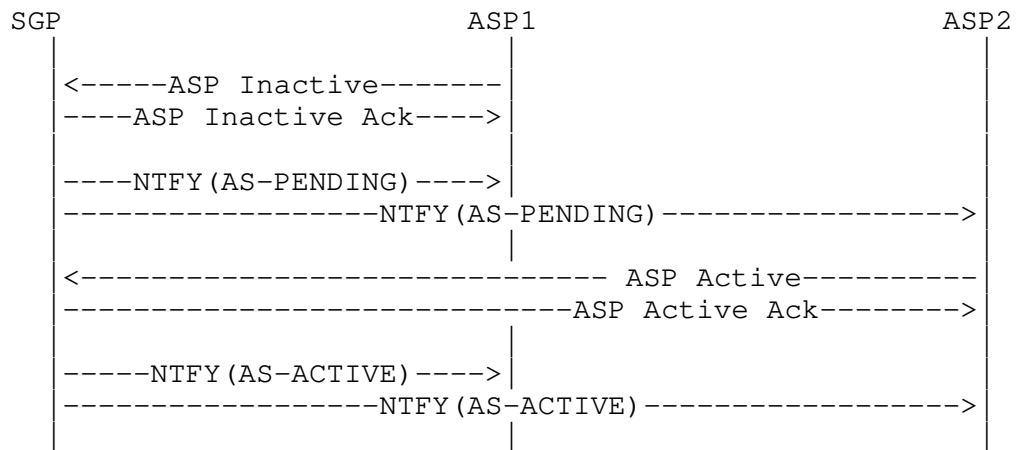 SGP ASP1 ASP2
<-----ASP Inactive-------
----ASP Inactive Ack---->
----NTFY(AS-PENDING)---->
------------------NTFY(AS-PENDING)----------------->
<------------------------------ ASP Active----------
-----------------------------ASP Active Ack-------->
-----NTFY(AS-ACTIVE)---->
------------------NTFY(AS-ACTIVE)------------------>